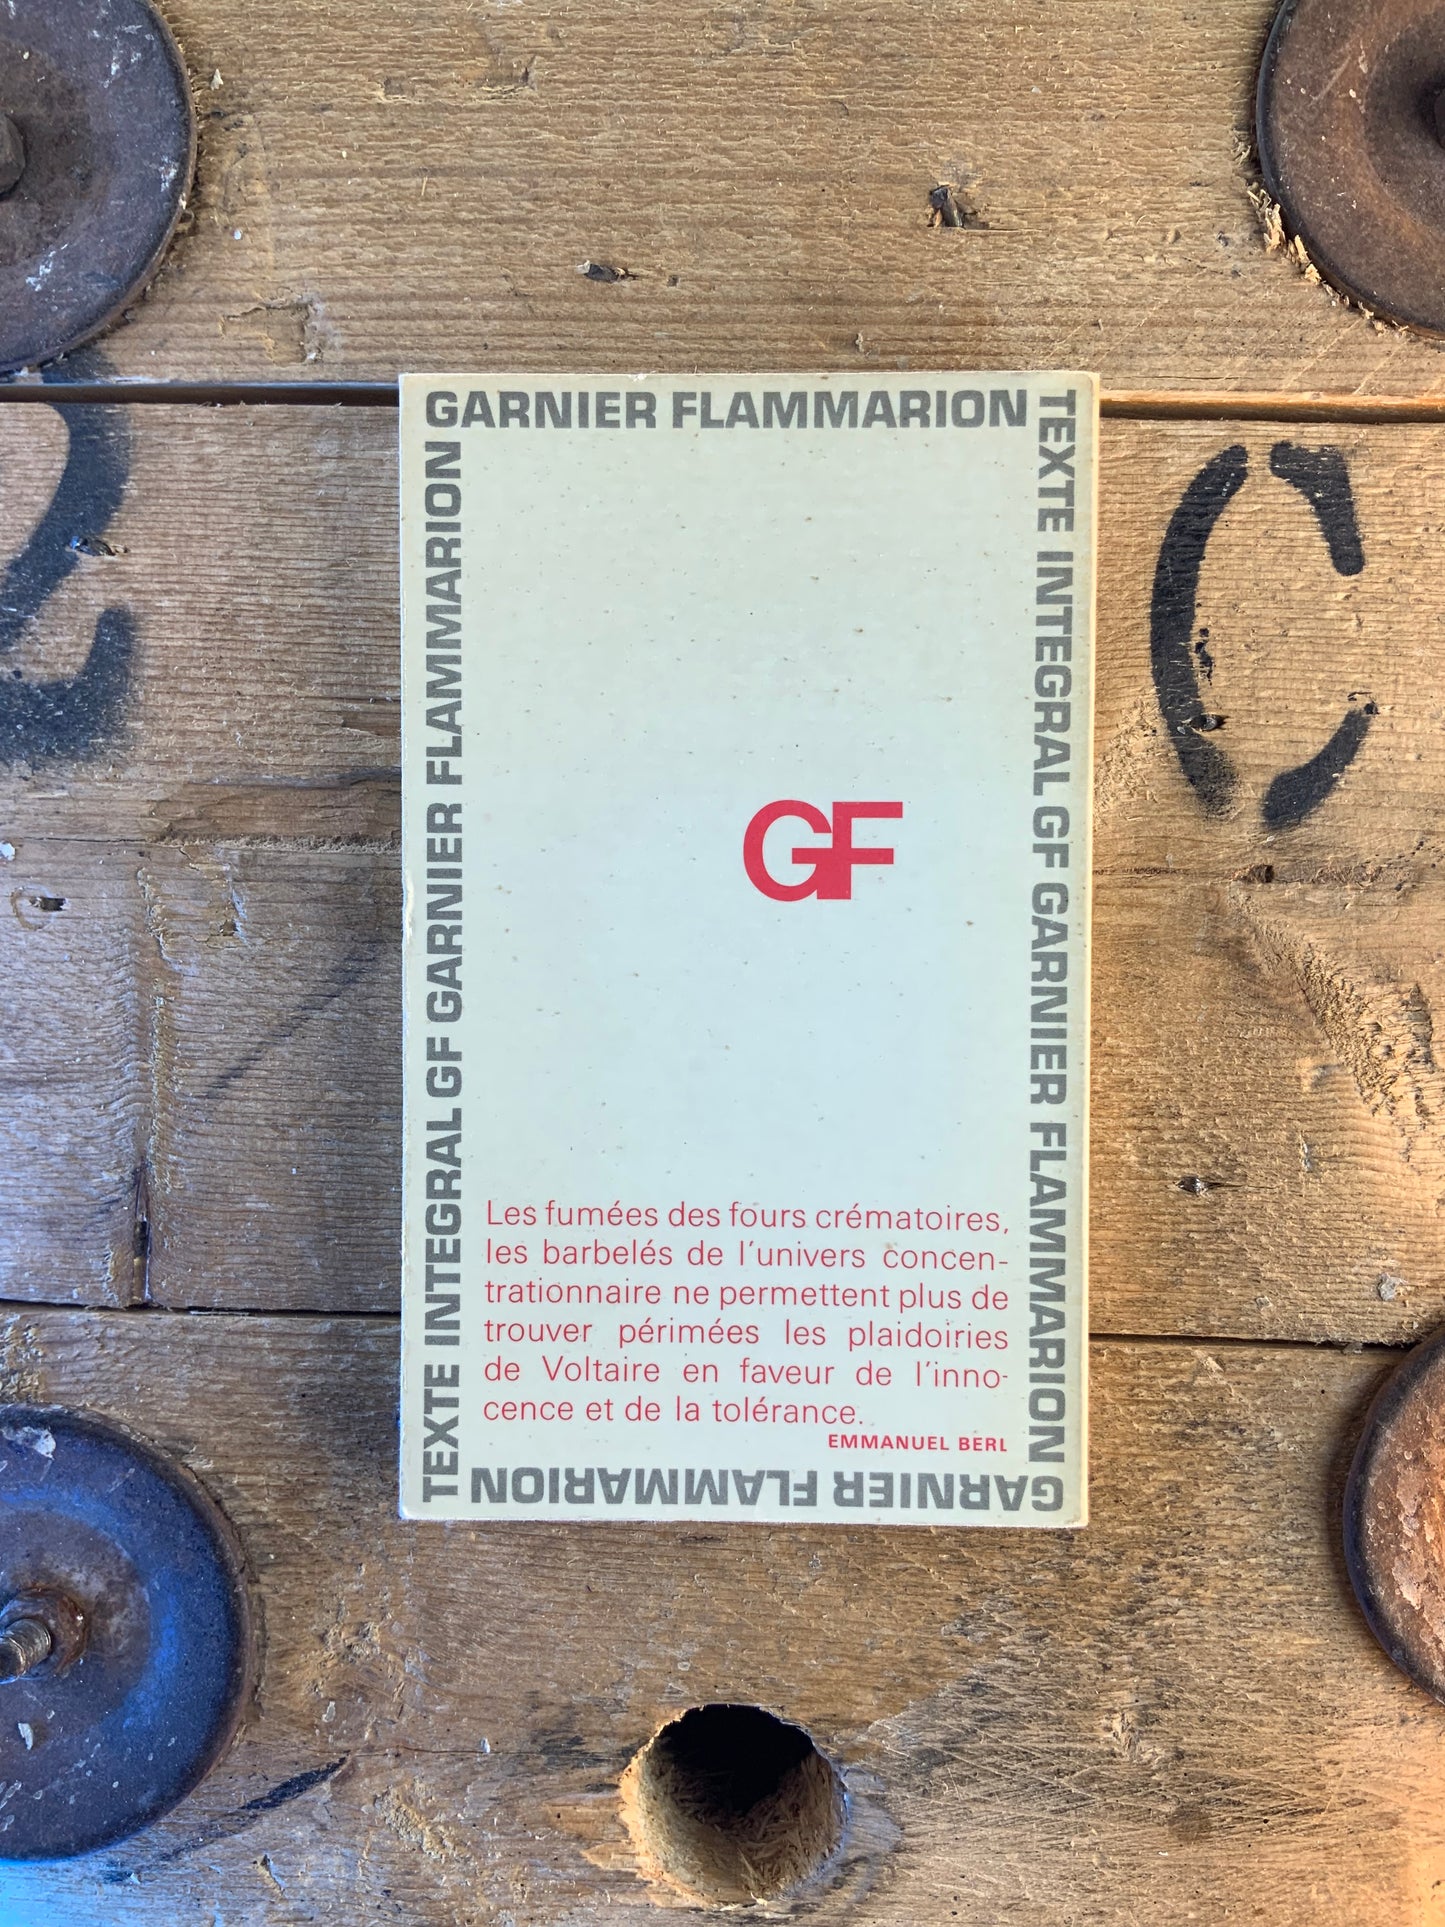 GARNIER FLAMMARION
TEXTE INTEGRAL GF GARNIER FLAMMARION
GARNIER FLAMMARION
TEXTE INTEGRAL GF GARNIER FLAMMARION
GF
Les fumées des fours crématoires,
les barbelés de l'univers concen-
trationnaire ne permettent plus de
trouver périmées les plaidoiries
de Voltaire en faveur de l'inno-
cence et de la tolérance.
EMMANUEL BERL
C